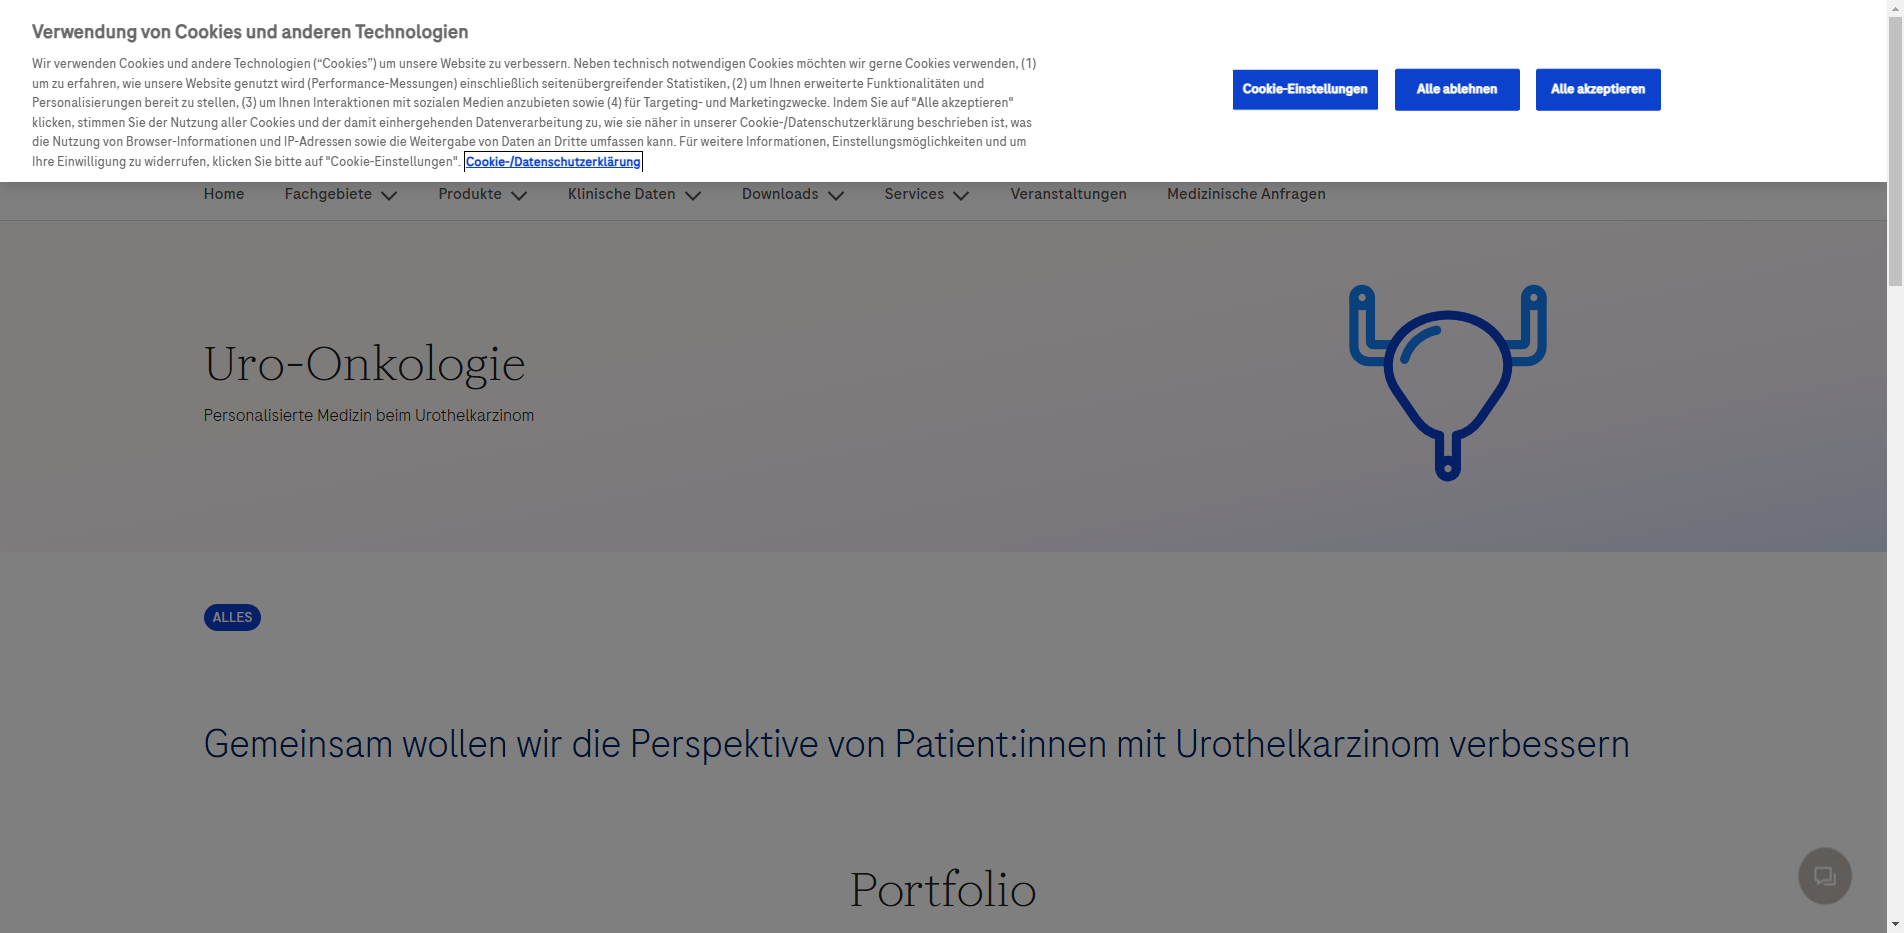 Verwendung von Cookies und anderen Technologien
Wir verwenden Cookies und andere Technologien (“Cookies”) um unsere Website zu verbessern. Neben technisch notwendigen Cookies möchten wir gerne Cookies verwenden, (1)
um zu erfahren, wie unsere Website genutzt wird (Performance-Messungen) einschließlich seitenübergreifender Statistiken, (2) um Ihnen erweiterte Funktionalitäten und
Personalisierungen bereit zu stellen, (3) um Ihnen Interaktionen mit sozialen Medien anzubieten sowie (4) für Targeting- und Marketingzwecke. Indem Sie auf "Alle akzeptieren"
klicken, stimmen Sie der Nutzung aller Cookies und der damit einhergehenden Datenverarbeitung zu, wie sie näher in unserer Cookie-/Datenschutzerklärung beschrieben ist, was
die Nutzung von Browser-Informationen und IP-Adressen sowie die Weitergabe von Daten an Dritte umfassen kann. Für weitere Informationen, Einstellungsmöglichkeiten und um
Ihre Einwilligung zu widerrufen, klicken Sie bitte auf "Cookie-Einstellungen". Cookie-/Datenschutzerklärung
Cookie-Einstellungen Alle ablehnen Alle akzeptieren
Home Fachgebiete Produkte Klinische Daten Downloads Services Veranstaltungen Medizinische Anfragen
Uro-Onkologie
Personalisierte Medizin beim Urothelkarzinom
ALLES
Gemeinsam wollen wir die Perspektive von Patient:innen mit Urothelkarzinom verbessern
Portfolio